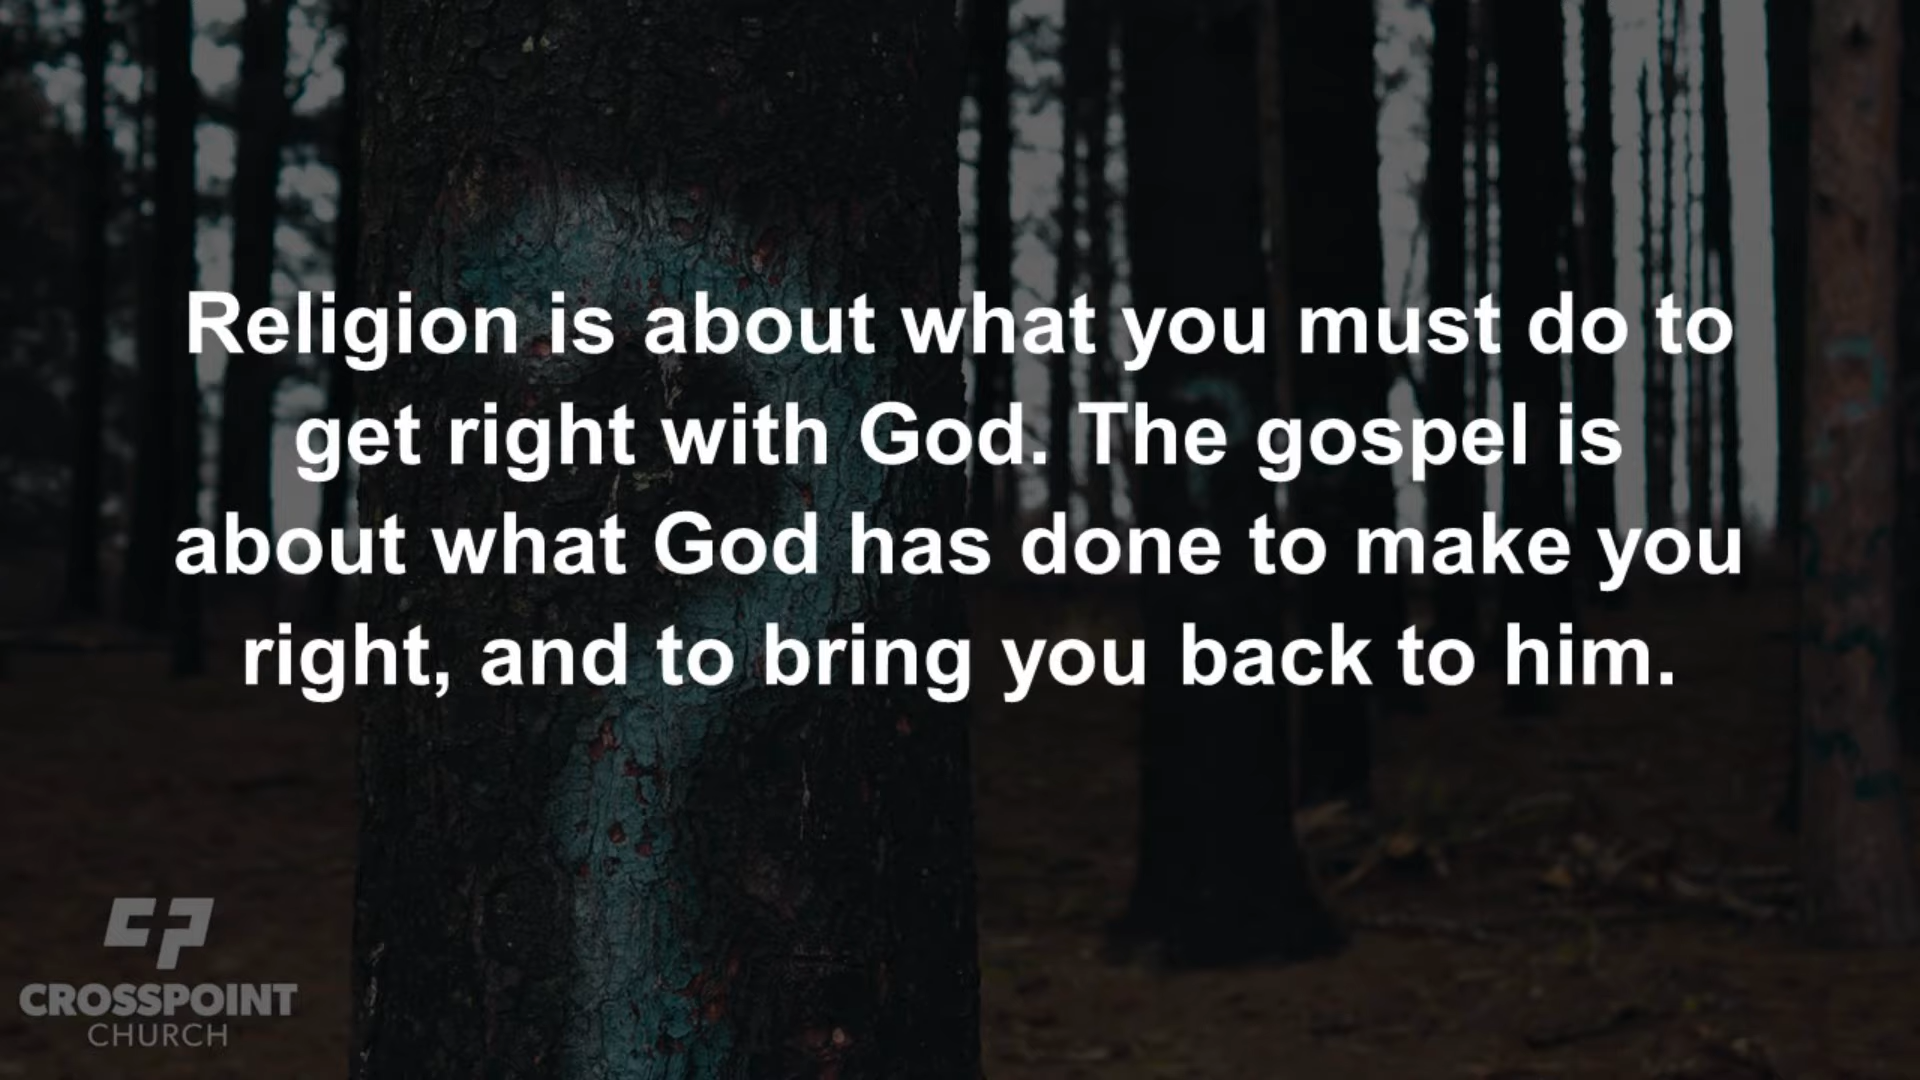 Religion is about what you must do to
get right with God. The gospel is
about what God has done to make you
right, and to bring you back to him.
CROSSPOINT
CHURCH